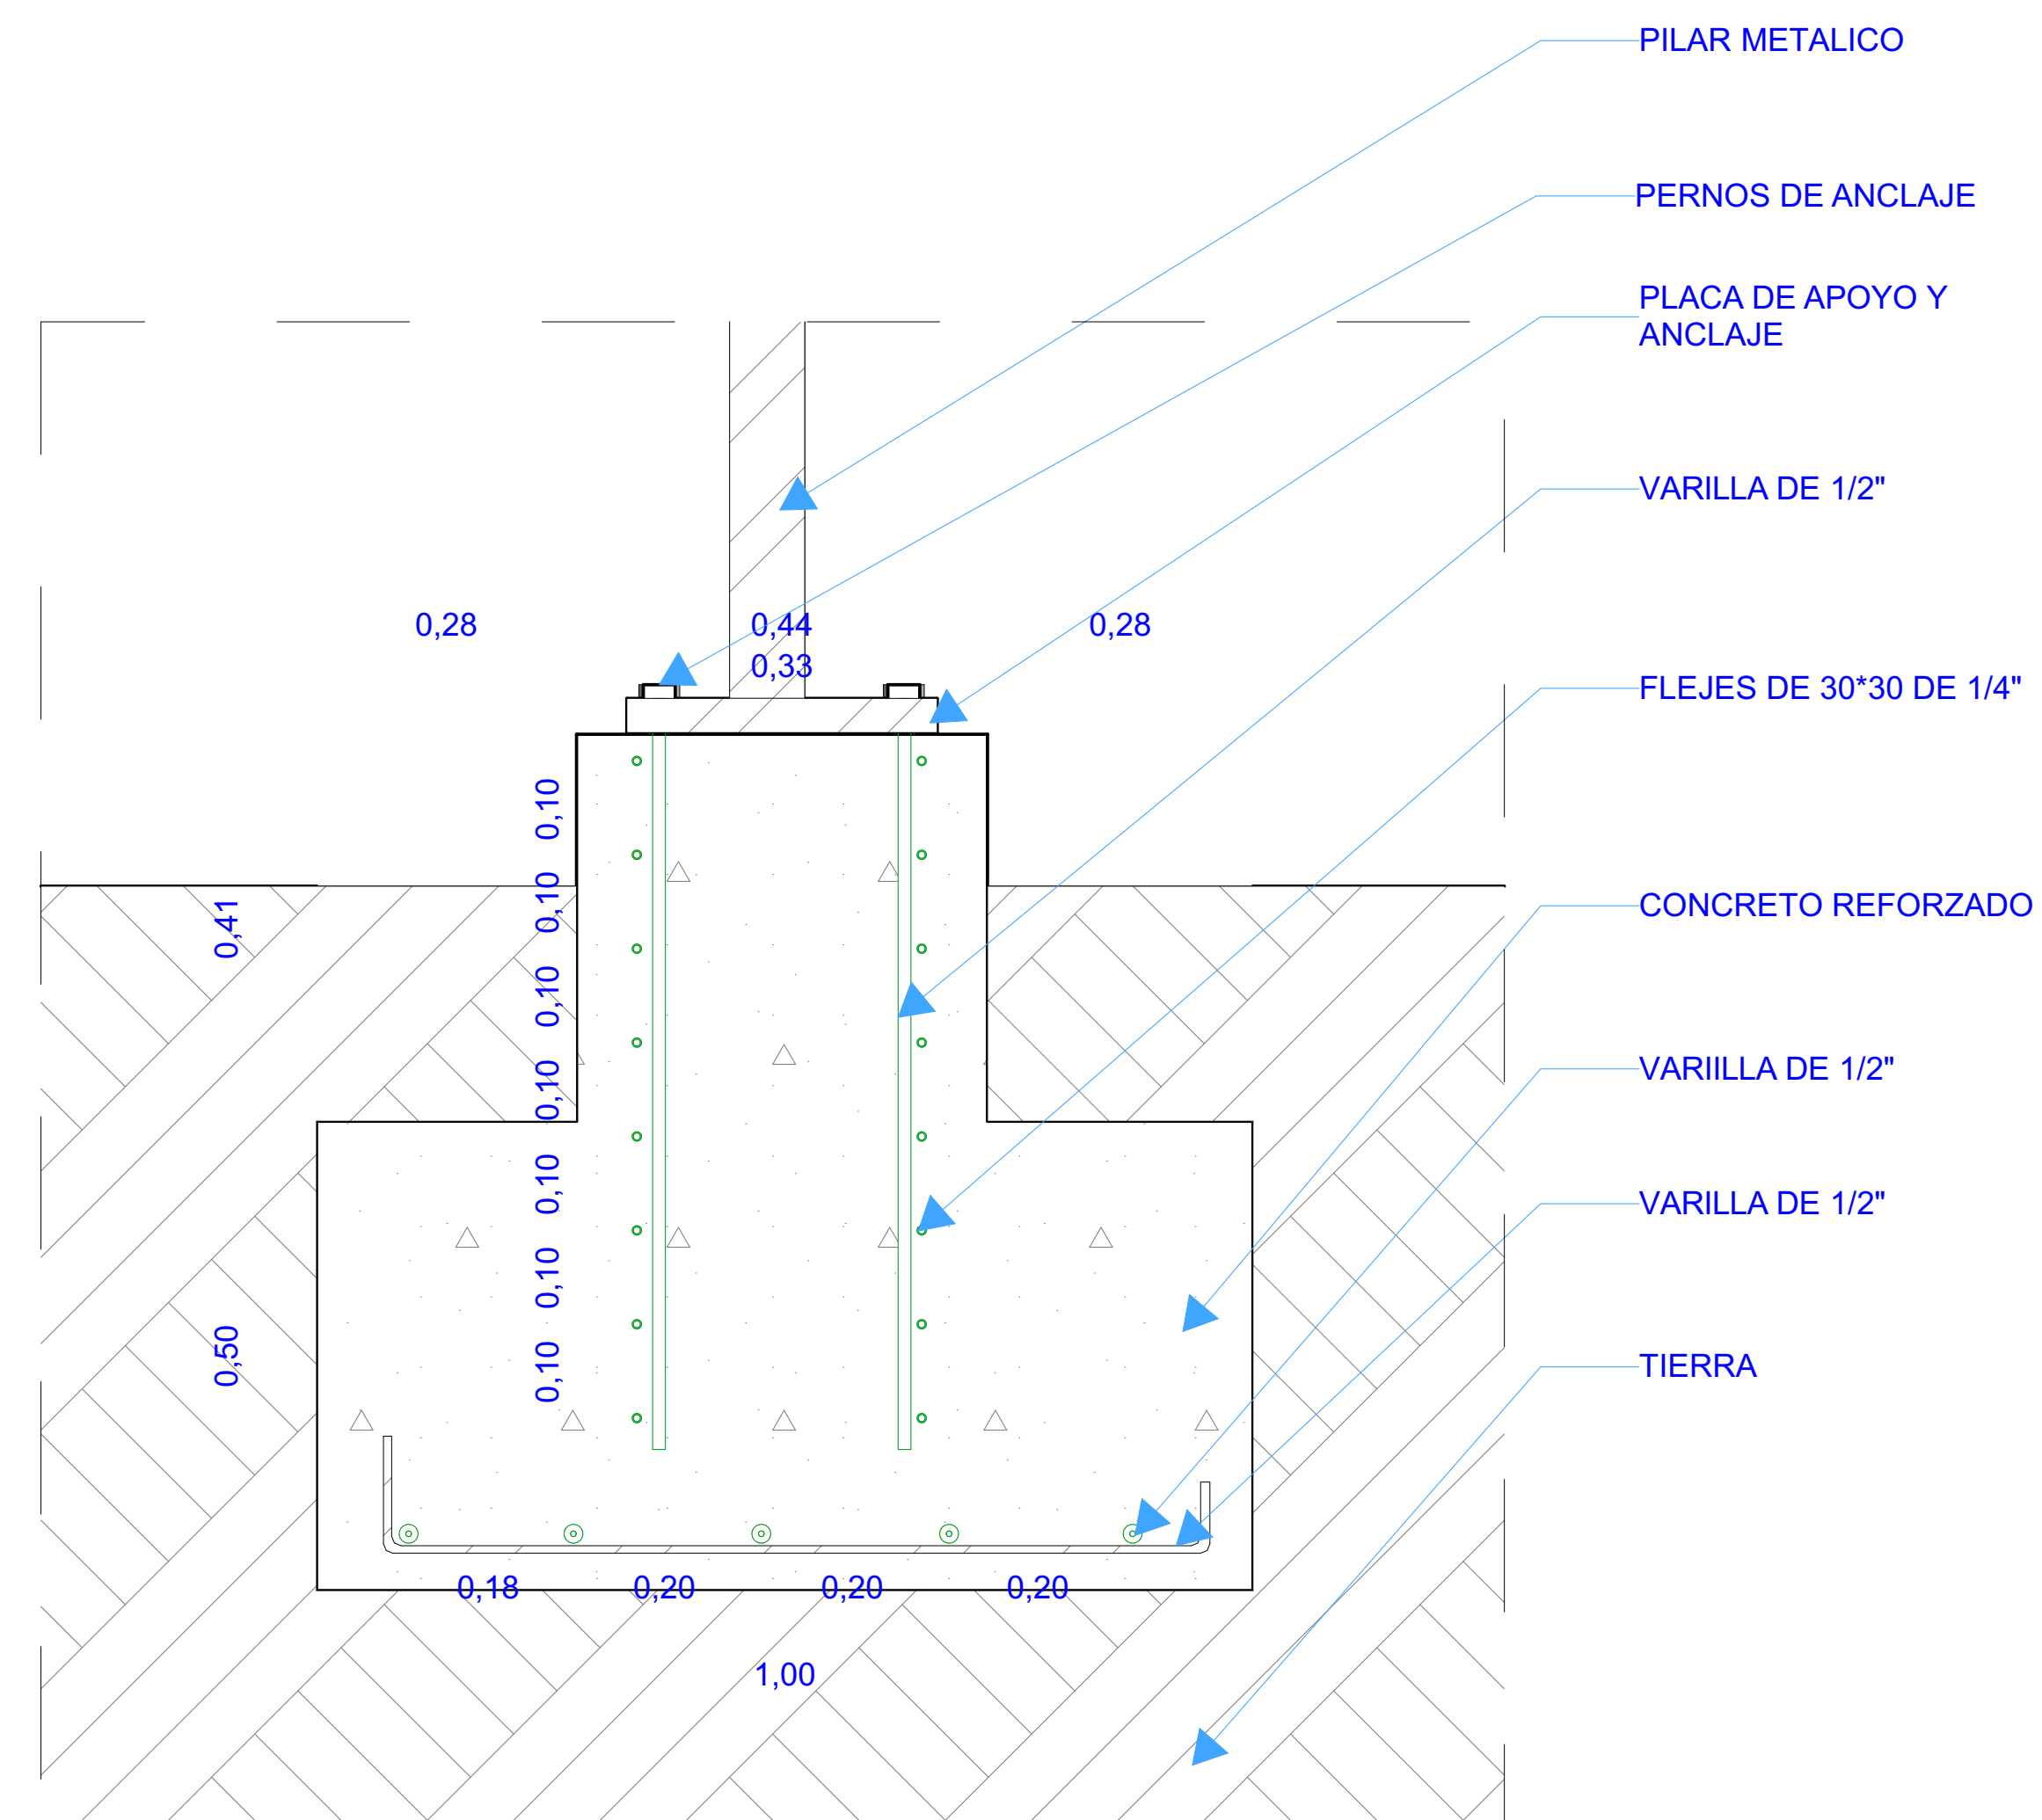 PILAR METALICO
PERNOS DE ANCLAJE
PLACA DE APOYO Y
ANCLAJE
VARILLA DE 1/2"
0,28
0,44
0,28
0,33
FLEJES DE 30*30 DE 1/4"
0,10
0,10
0,41
CONCRETO REFORZADO
0,10
0,10
VARIILLA DE 1/2"
0,10
VARILLA DE 1/2"
0,10
0,10
0,50
TIERRA
0,18
0,20
0,20
0,20
1,00